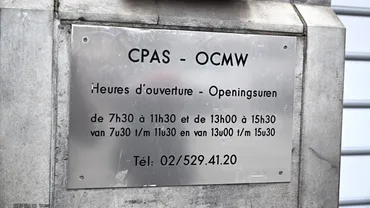 CPAS - OCMW
Heures d'ouverture - Openingsuren
de 7h30 à 11h30 et de 13h00 à 15h30
van 7u30 t/m 11u30 en van 13u00 t/m 15u30
Tél: 02/529.41.20